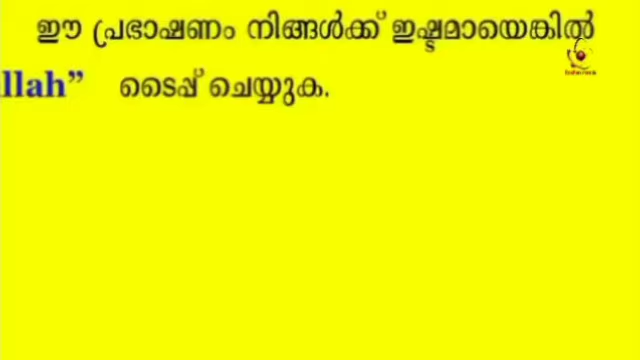 ഈ പ്രഭാഷണം നിങ്ങൾക്ക് ഇഷ്ടമായെങ്കിൽ
llah” ടൈപ്പ് ചെയ്യുക.